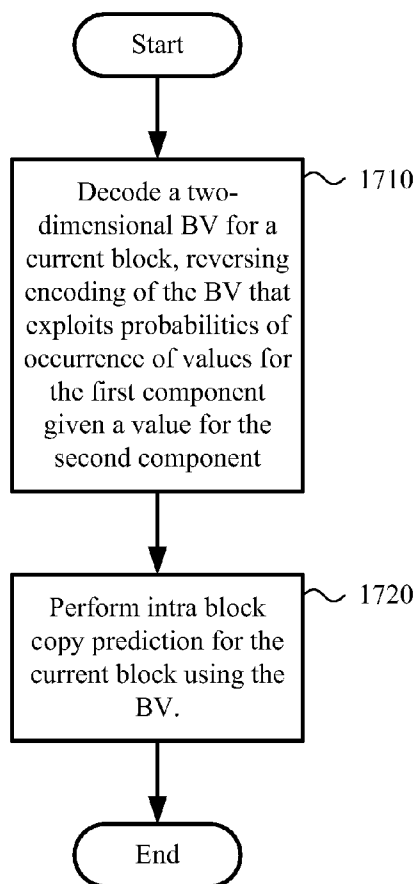 Start
Decode a two-
dimensional BV for a
current block, reversing
encoding of the BV that
exploits probabilities of
occurrence of values for
the first component
given a value for the
second component
1710
Perform intra block
copy prediction for the
current block using the
BV.
1720
End